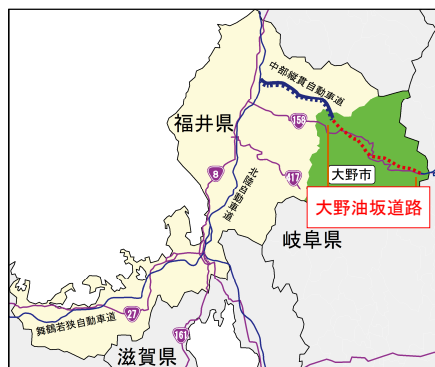 中部縦貫自動車道
158
福井県
大野市
8
北陸自動車道
417
大野油坂道路
岐阜県
27
舞鶴若狭自動車道
161
滋賀県